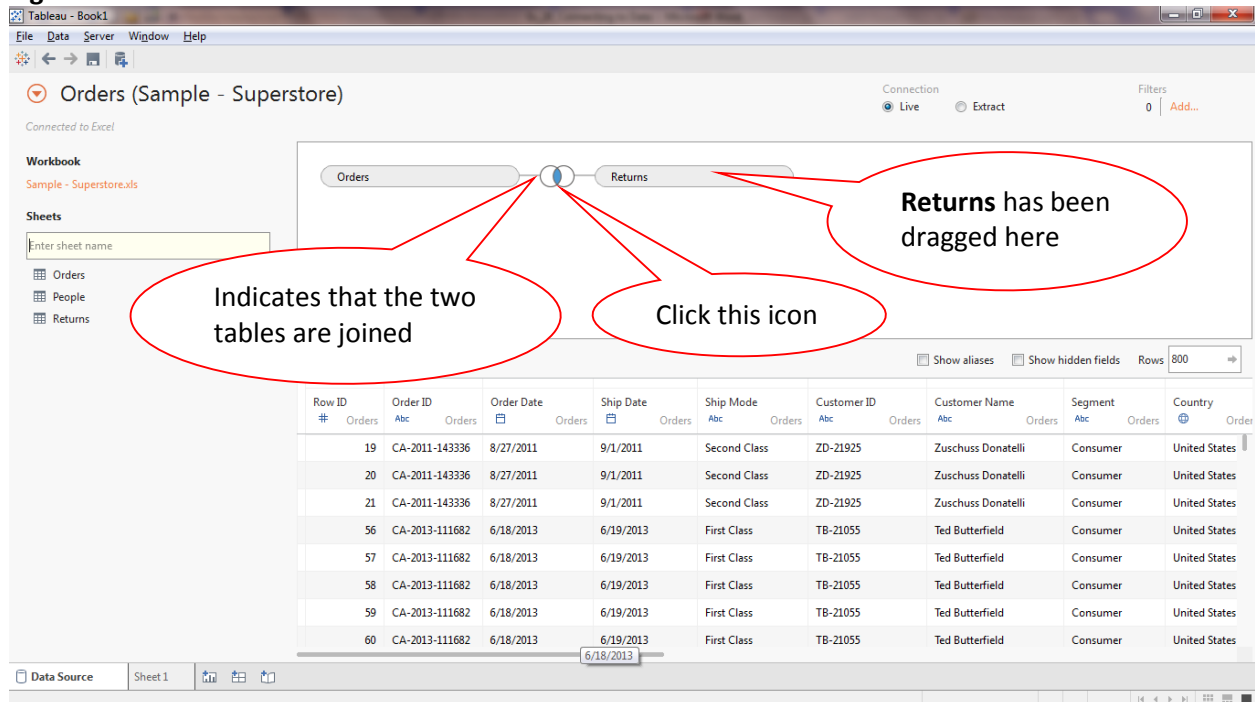 Tableau - Book1
File Data Server Window Help
Orders (Sample - Superstore)
Connection
Live Extract
Filters
0 Add...
Connected to Excel
Workbook
Sample - Superstore.xls
Sheets
Enter sheet name
Orders
People
Returns
Orders
Returns
Returns has been
dragged here
Indicates that the two
tables are joined
Click this icon
Show aliases Show hidden fields Rows 800
Row ID Order ID Order Date Ship Date Ship Mode Customer ID Customer Name Segment Country
# Orders Abc Orders Orders Orders Abc Orders Abc Orders Abc Orders Abc Orders Order
19 CA-2011-143336 8/27/2011 9/1/2011 Second Class ZD-21925 Zuschuss Donatelli Consumer United States
20 CA-2011-143336 8/27/2011 9/1/2011 Second Class ZD-21925 Zuschuss Donatelli Consumer United States
21 CA-2011-143336 8/27/2011 9/1/2011 Second Class ZD-21925 Zuschuss Donatelli Consumer United States
56 CA-2013-111682 6/18/2013 6/19/2013 First Class TB-21055 Ted Butterfield Consumer United States
57 CA-2013-111682 6/18/2013 6/19/2013 First Class TB-21055 Ted Butterfield Consumer United States
58 CA-2013-111682 6/18/2013 6/19/2013 First Class TB-21055 Ted Butterfield Consumer United States
59 CA-2013-111682 6/18/2013 6/19/2013 First Class TB-21055 Ted Butterfield Consumer United States
60 CA-2013-111682 6/18/2013 6/19/2013 First Class TB-21055 Ted Butterfield Consumer United States
6/18/2013
Data Source Sheet 1